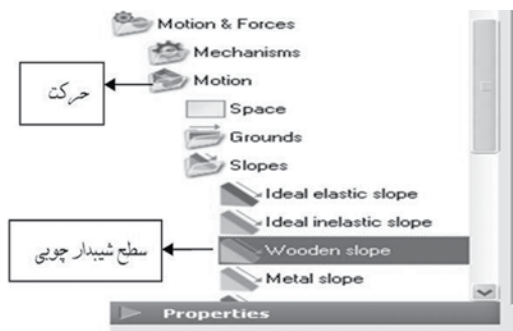 Motion & Forces
Mechanisms
حرکت
Motion
Space
Grounds
Slopes
Ideal elastic slope
Ideal inelastic slope
سطح شیبدار چوبی
Wooden slope
Metal slope
Properties